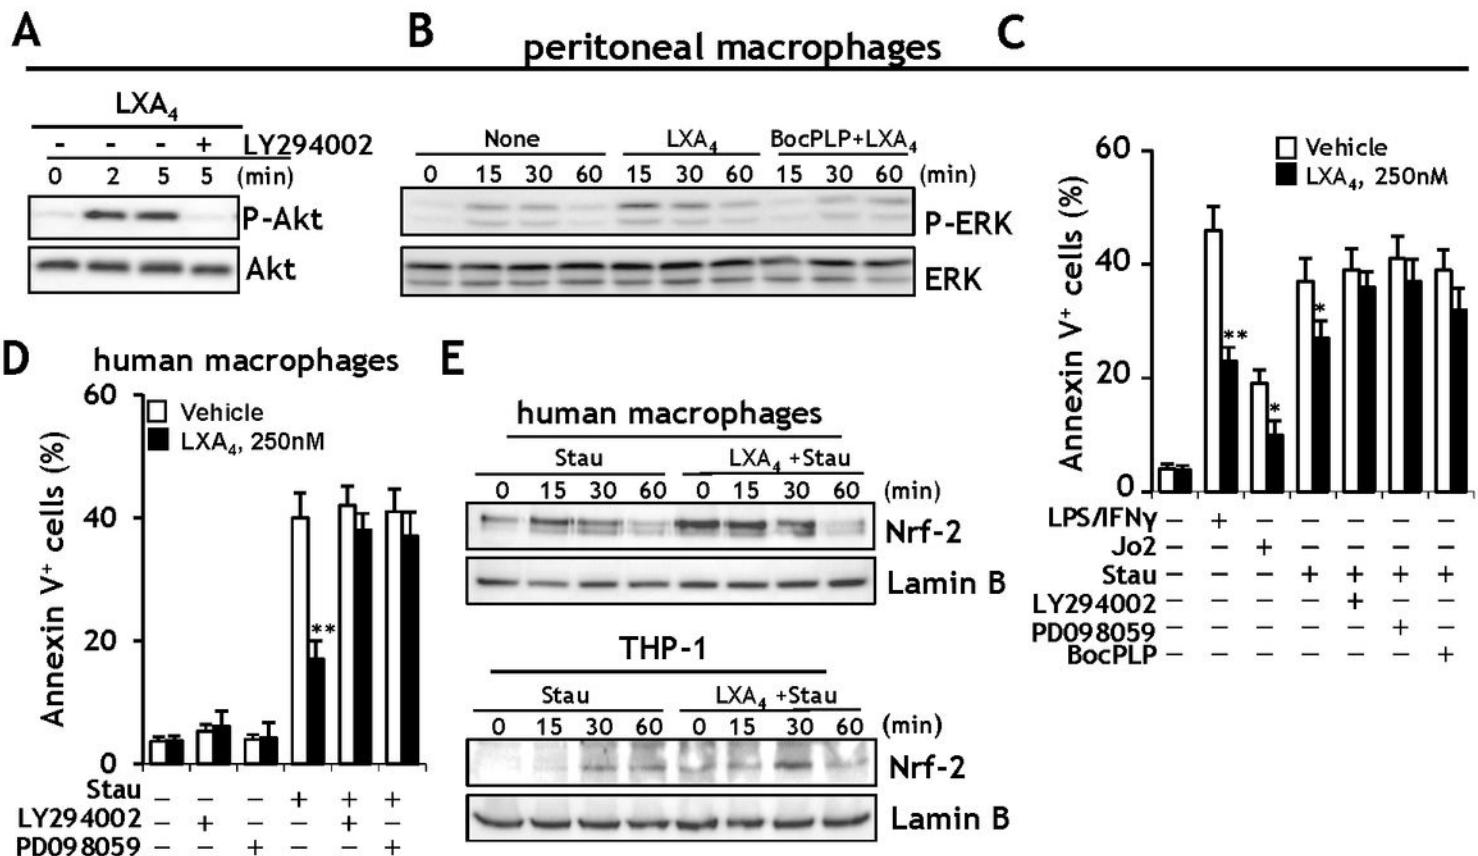 A
B
peritoneal macrophages
C
LXA4
- - - + LY294002
0 2 5 5 (min)
P-Akt
Akt
None LXA4 BocPLP+LXA4
0 15 30 60 15 30 60 15 30 60 (min)
P-ERK
ERK
Vehicle
LXA4, 250nM
Annexin V+ cells (%)
60
40
20
0
**
*
*
LPS/IFNγ − + − − − − −
Jo2 − − + − − − −
Stau − − − + + + +
LY294002 − − − − + − −
PD098059 − − − − − + −
BocPLP − − − − − − +
D
human macrophages
Vehicle
LXA4, 250nM
Annexin V+ cells (%)
60
40
20
0
**
Stau − − − + + +
LY294002 − + − − + −
PD098059 − − + − − +
E
human macrophages
Stau LXA4 +Stau
0 15 30 60 0 15 30 60 (min)
Nrf-2
Lamin B
THP-1
Stau LXA4 +Stau
0 15 30 60 0 15 30 60 (min)
Nrf-2
Lamin B